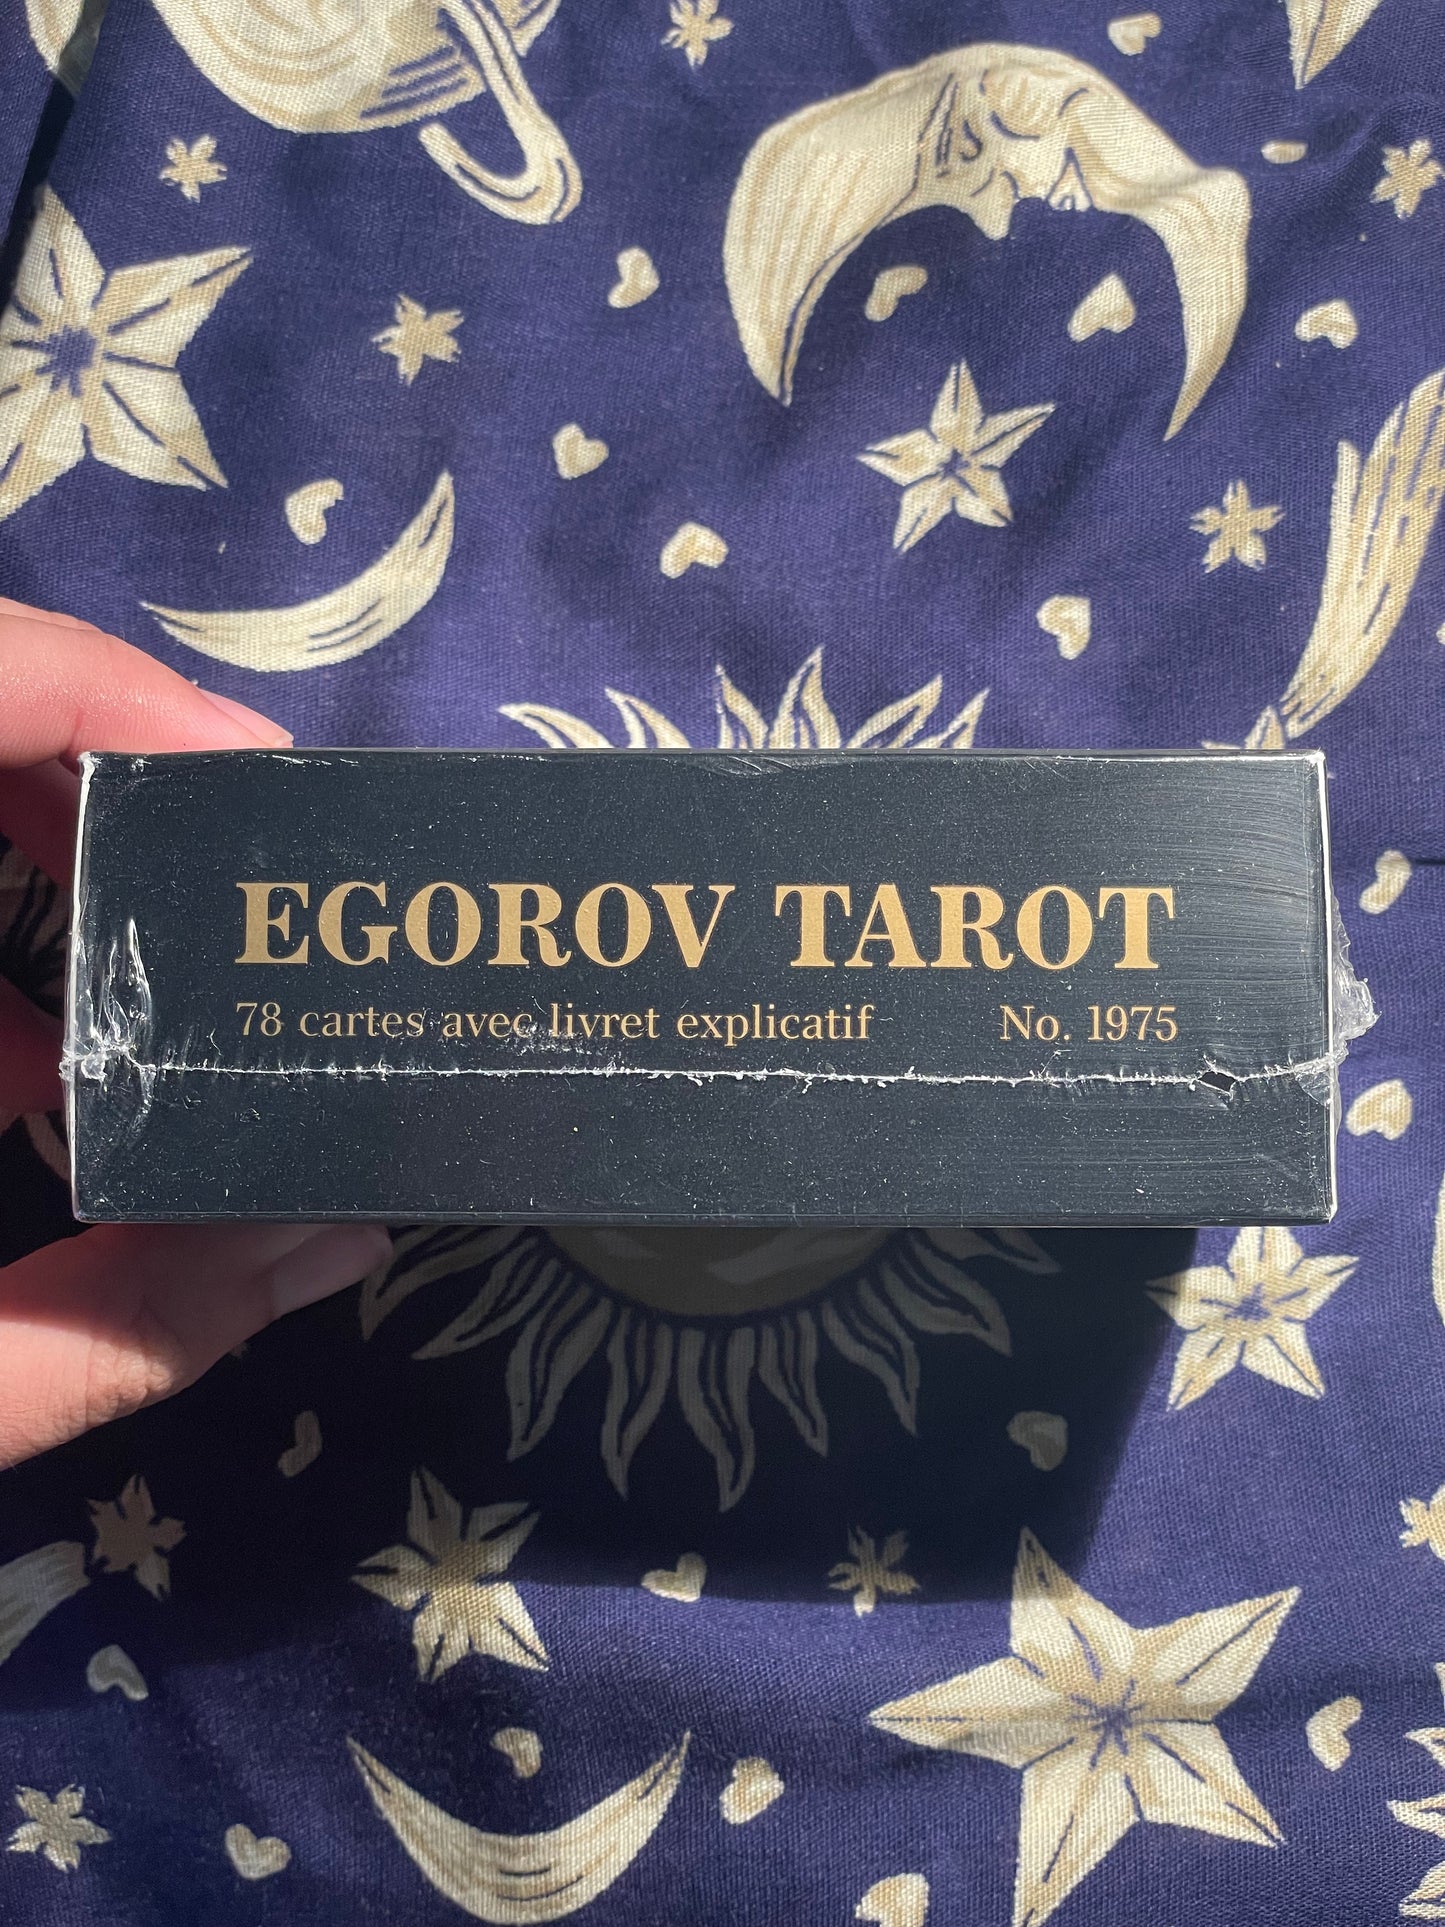 EGOROV TAROT
78 cartes avec livret explicatif No. 1975